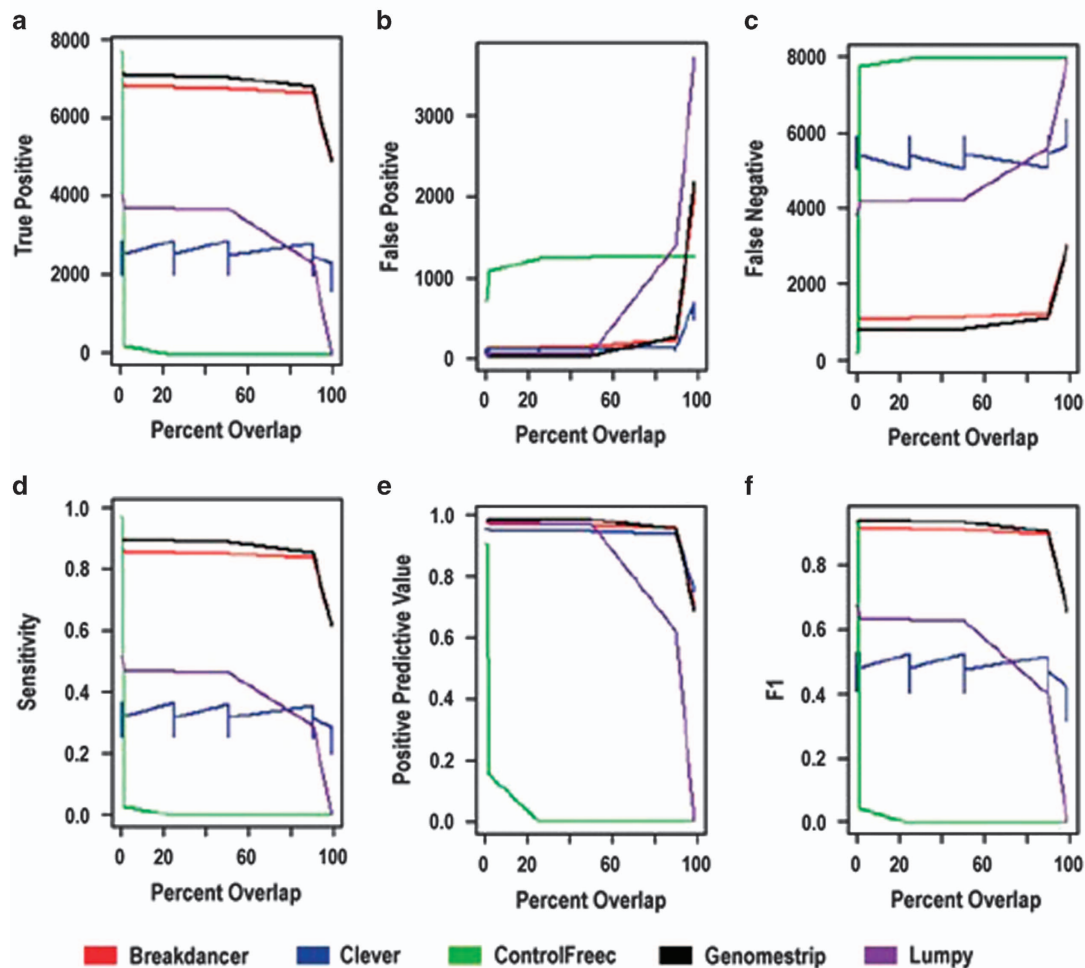 a
b
c
True Positive
8000
6000
4000
2000
0
0 20 60 100
Percent Overlap
False Positive
3000
2000
1000
0
0 20 60 100
Percent Overlap
False Negative
8000
6000
4000
2000
0
0 20 60 100
Percent Overlap
d
e
f
Sensitivity
1.0
0.8
0.6
0.4
0.2
0.0
0 20 60 100
Percent Overlap
Positive Predictive Value
1.0
0.8
0.6
0.4
0.2
0.0
0 20 60 100
Percent Overlap
F1
0.8
0.6
0.4
0.2
0.0
0 20 60 100
Percent Overlap
Breakdancer Clever ControlFreec Genomestrip Lumpy